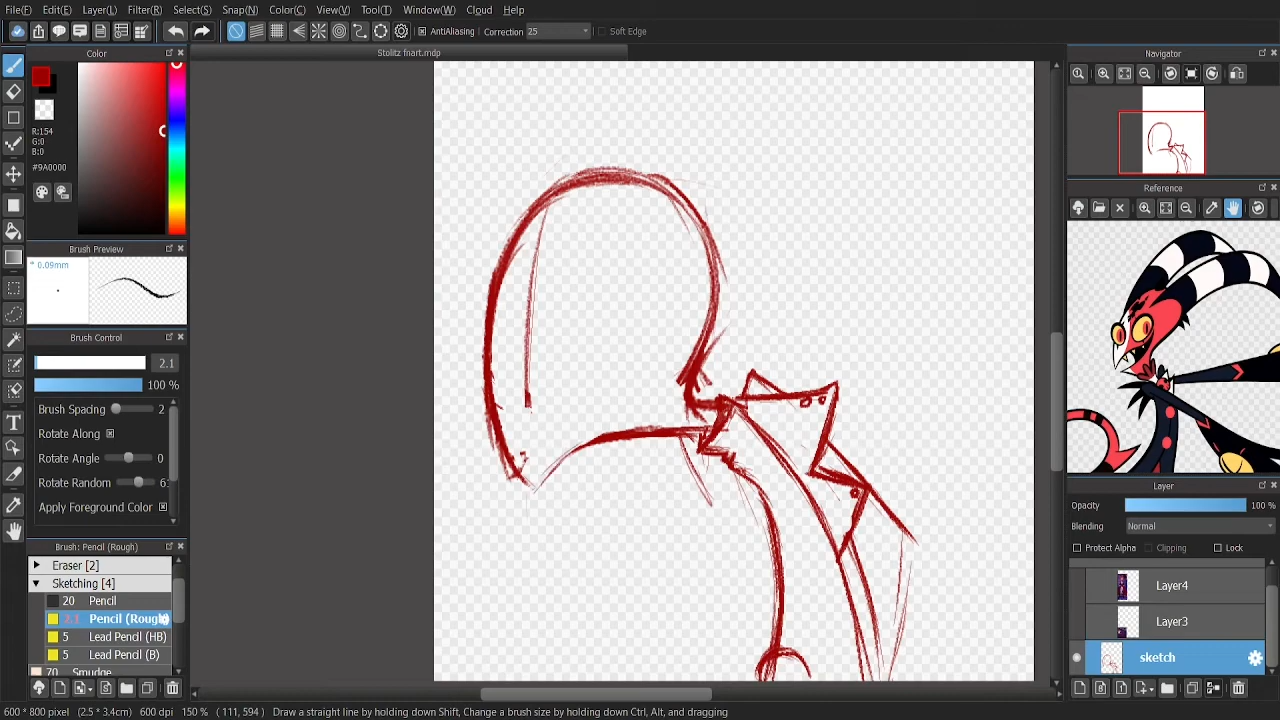 File(F) Edit(E) Layer(L) Filter(R) Select(S) Snap(N) Color(C) View(V) Tool(T) Window(W) Cloud Help
AntiAliasing Correction 25 Soft Edge
Color
Stolitz fnart.mdp
Navigator
R:154
G:0
B:0
#9A0000
Reference
Brush Preview
* 0.09mm
Brush Control
2.1
100 %
Brush Spacing 2
Rotate Along
Rotate Angle 0
Rotate Random 6
Apply Foreground Color
Layer
Opacity 100 %
Blending Normal
Protect Alpha Clipping Lock
Brush: Pencil (Rough)
Eraser [2]
Sketching [4]
20 Pencil
2.1 Pencil (Rough)
5 Lead Pencil (HB)
5 Lead Pencil (B)
70 Smudge
Layer4
Layer3
sketch
600 * 800 pixel (2.5 * 3.4cm) 600 dpi 150 % ( 111, 594 ) Draw a straight line by holding down Shift, Change a brush size by holding down Ctrl, Alt, and dragging